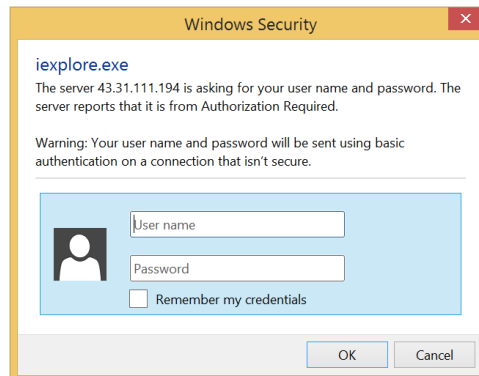 Windows Security
iexplore.exe
The server 43.31.111.194 is asking for your user name and password. The
server reports that it is from Authorization Required.
Warning: Your user name and password will be sent using basic
authentication on a connection that isn't secure.
User name
Password
Remember my credentials
OK Cancel